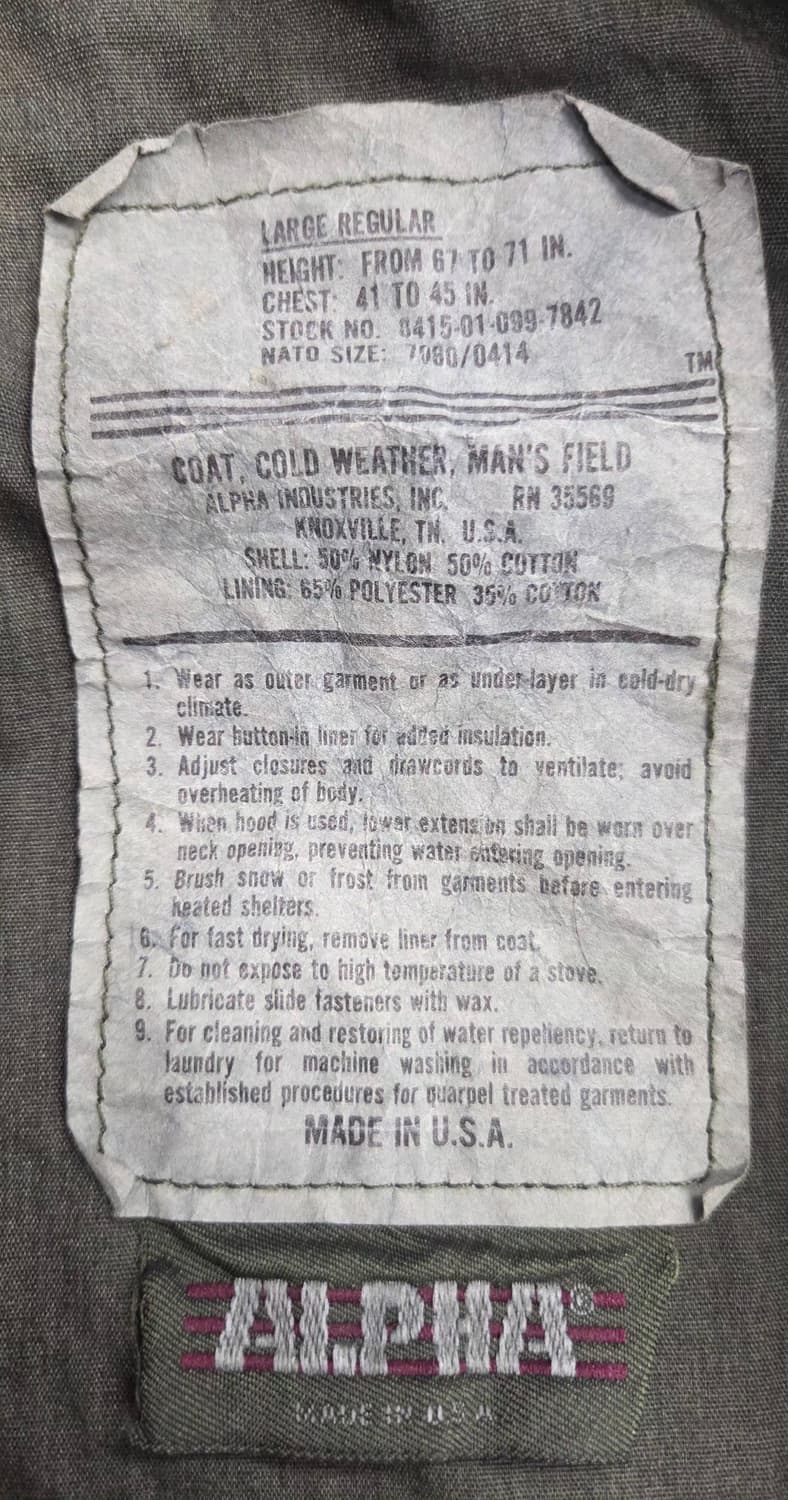 LARGE REGULAR
HEIGHT: FROM 67 TO 71 IN.
CHEST: 41 TO 45 IN.
STOCK NO. 8415-01-099-7842
NATO SIZE: 7080/0414
TM
COAT, COLD WEATHER, MAN'S FIELD
ALPHA INDUSTRIES, INC. RN 35569
KNOXVILLE, TN. U.S.A.
SHELL: 50% NYLON 50% COTTON
LINING: 65% POLYESTER 35% COTTON
1. Wear as outer garment or as under-layer in cold-dry
climate.
2. Wear button-in liner for added insulation.
3. Adjust closures and drawcords to ventilate; avoid
overheating of body.
4. When hood is used, lower extension shall be worn over
neck opening, preventing water entering opening.
5. Brush snow or frost from garments before entering
heated shelters.
6. For fast drying, remove liner from coat.
7. Do not expose to high temperature of a stove.
8. Lubricate slide fasteners with wax.
9. For cleaning and restoring of water repellency, return to
laundry for machine washing in accordance with
established procedures for quarpel treated garments.
MADE IN U.S.A.
ALPHA®
MADE IN U.S.A